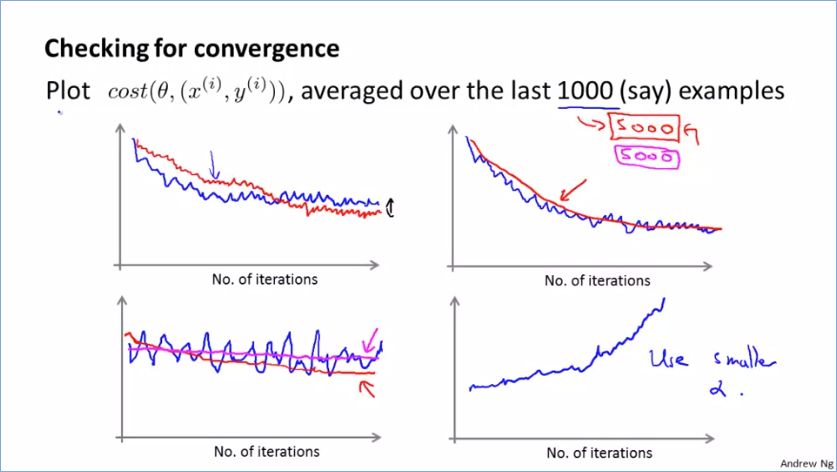 Checking for convergence
Plot cost(θ, (x^{(i)}, y^{(i)})), averaged over the last 1000 (say) examples
5000
5000
No. of iterations
No. of iterations
No. of iterations
No. of iterations
Use smaller
α.
Andrew Ng